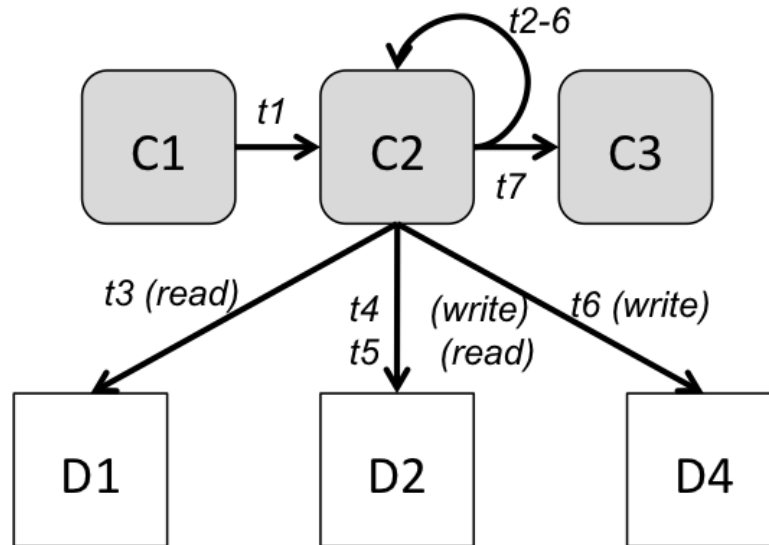 t2-6
C1
t1
C2
t7
C3
t3 (read)
t4 (write)
t5 (read)
t6 (write)
D1
D2
D4